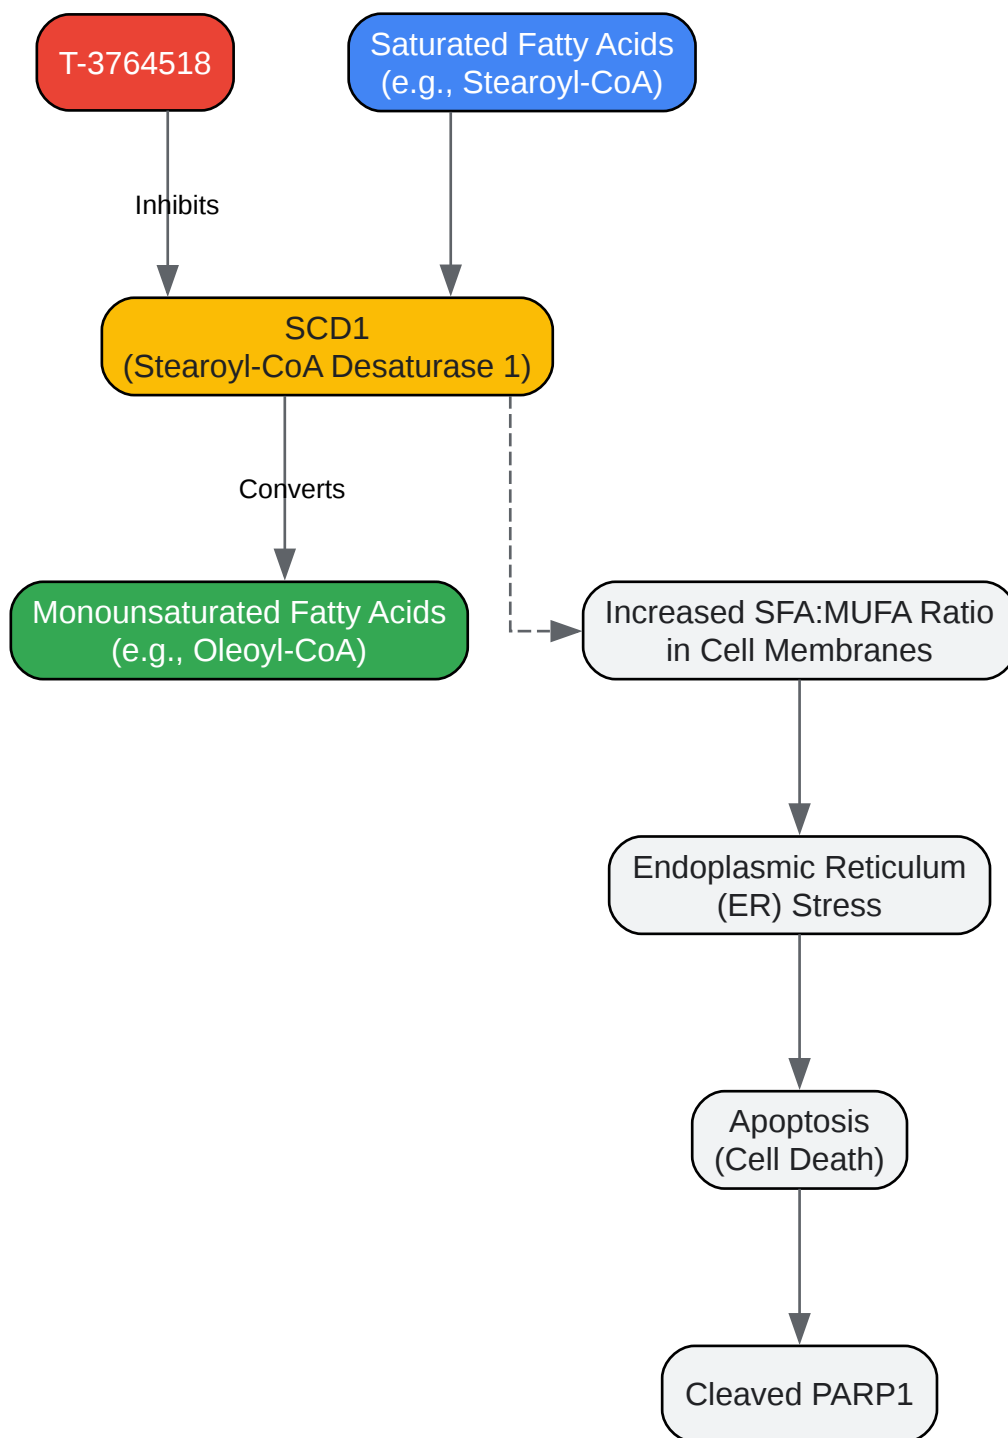 T-3764518
Saturated Fatty Acids
(e.g., Stearoyl-CoA)
Inhibits
SCD1
(Stearoyl-CoA Desaturase 1)
Converts
Monounsaturated Fatty Acids
(e.g., Oleoyl-CoA)
Increased SFA:MUFA Ratio
in Cell Membranes
Endoplasmic Reticulum
(ER) Stress
Apoptosis
(Cell Death)
Cleaved PARP1